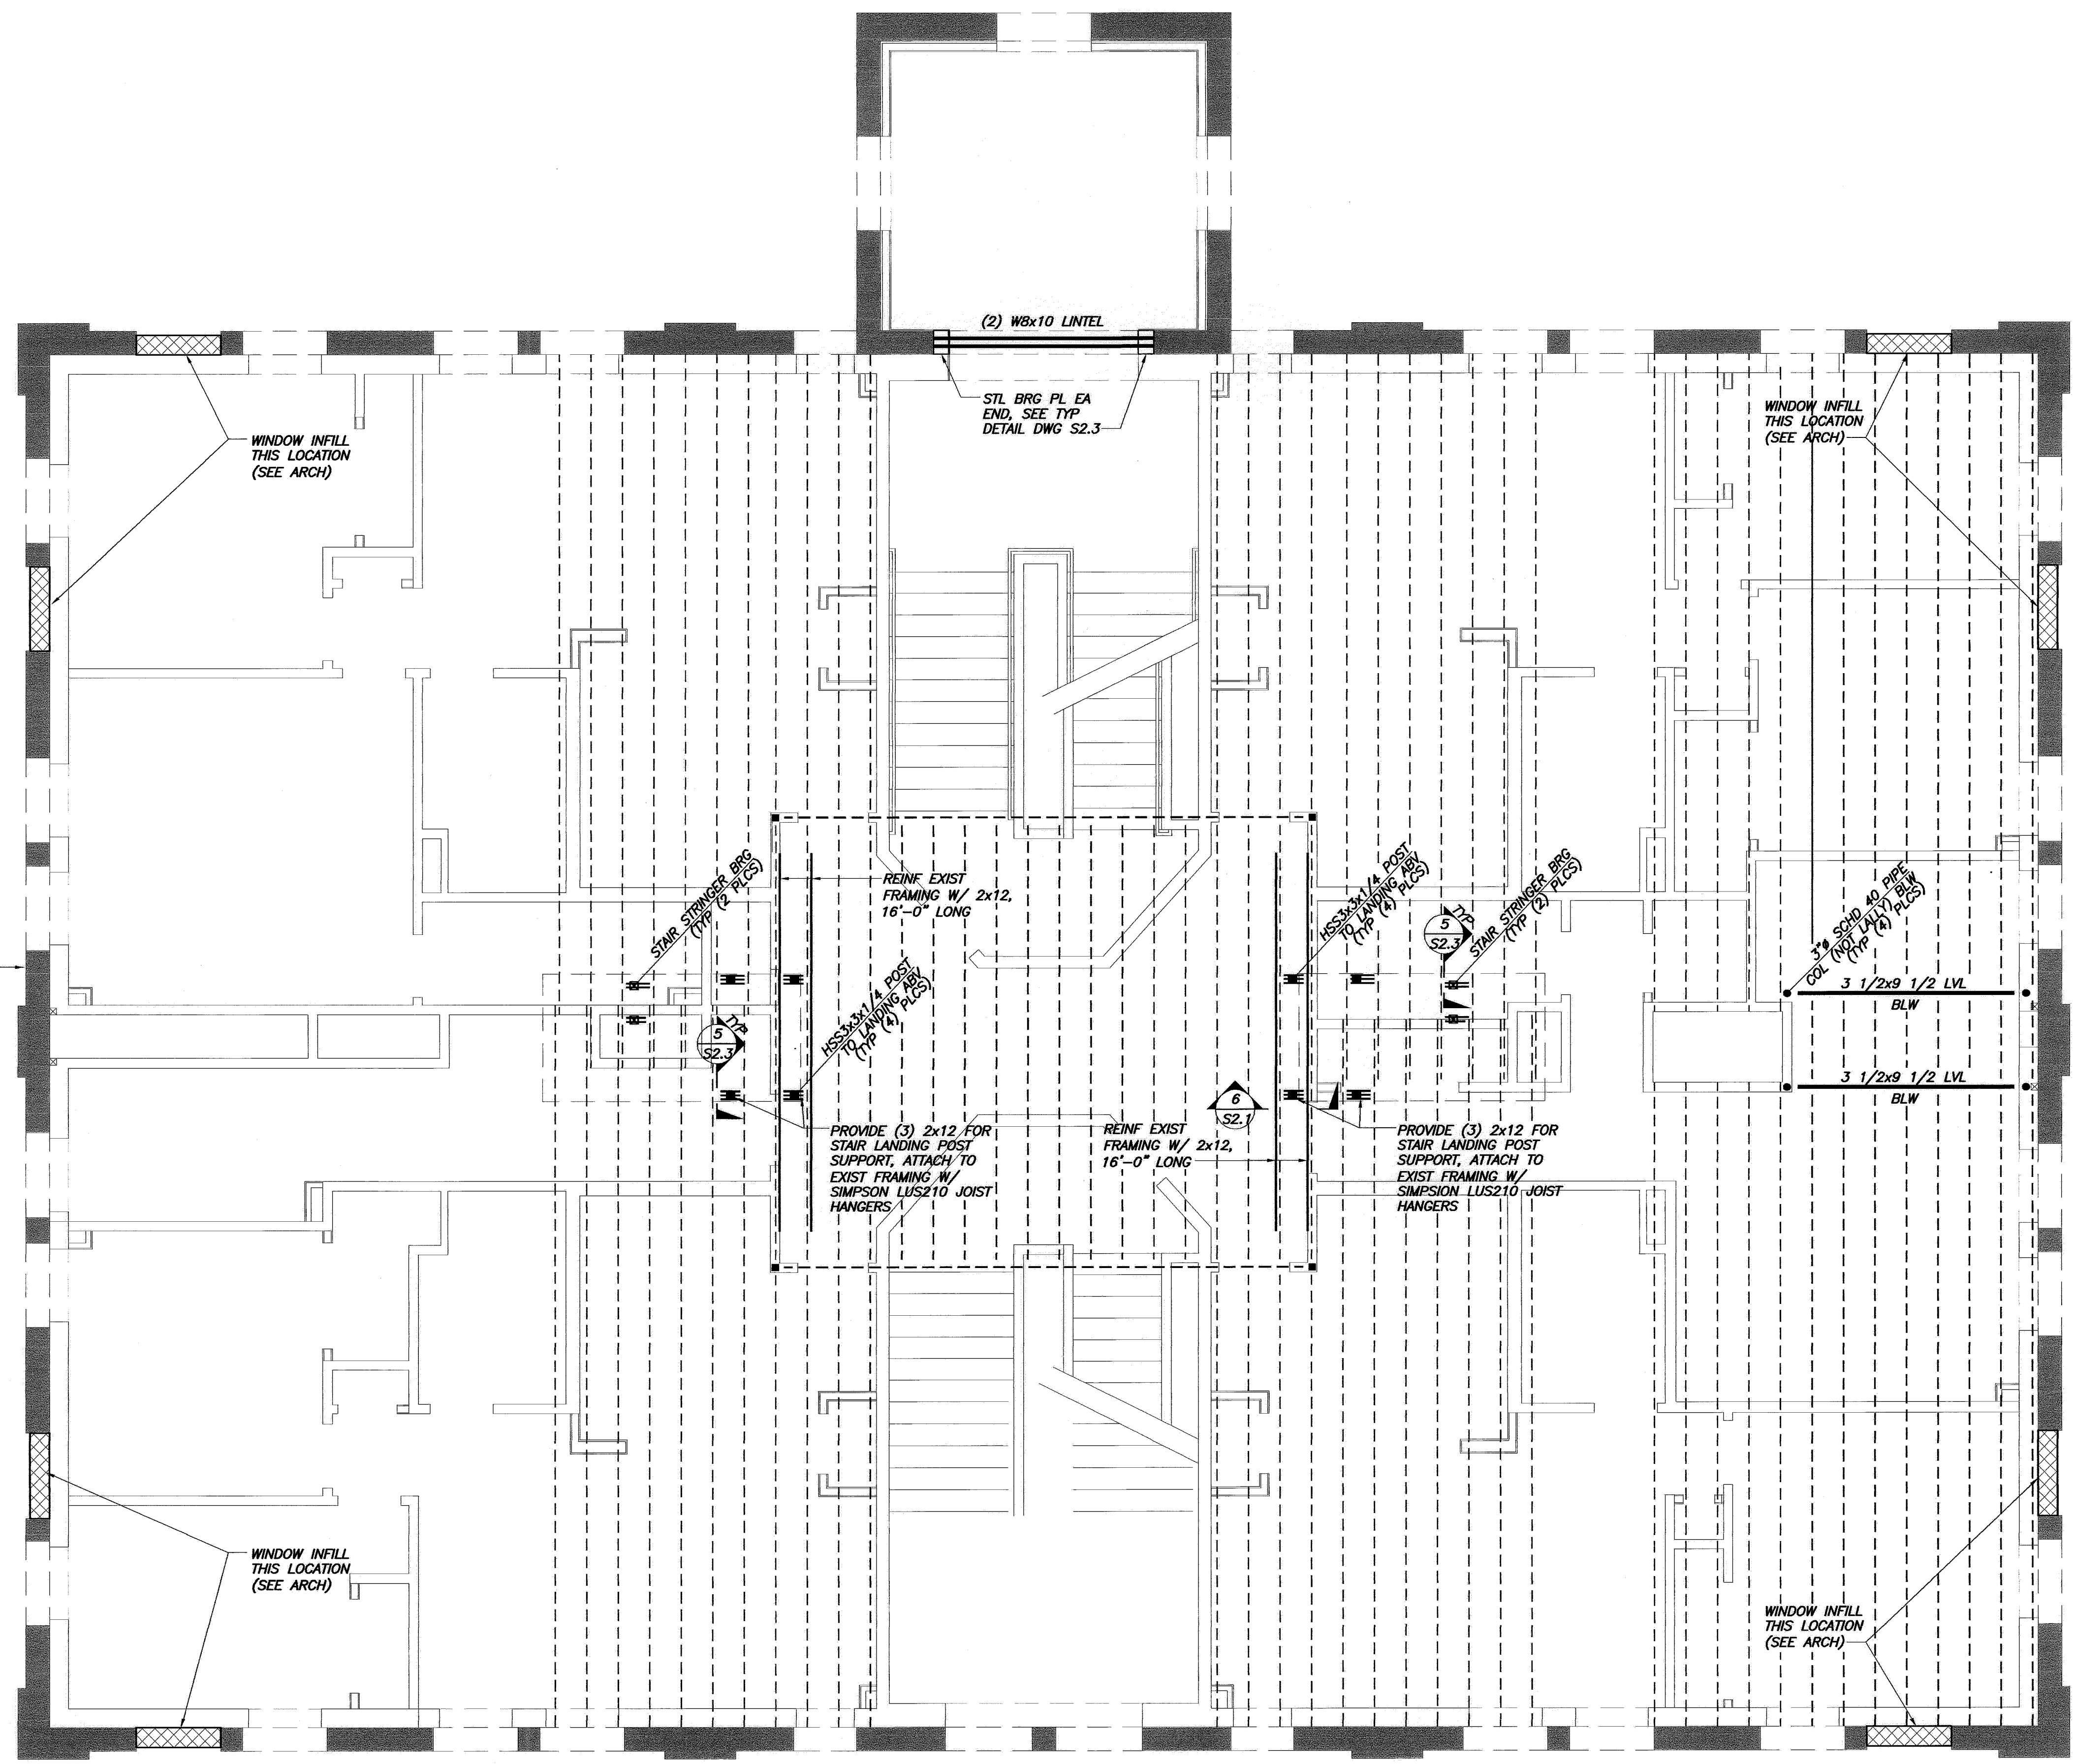 (2) W8x10 LINTEL
STL BRG PL EA
END, SEE TYP
DETAIL DWG S2.3
WINDOW INFILL
THIS LOCATION
(SEE ARCH)
WINDOW INFILL
THIS LOCATION
(SEE ARCH)
STAIR STRINGER BRG
(TYP (2 PLCS)
REINF EXIST
FRAMING W/ 2x12,
16'-0" LONG
HSS3x3x1/4 POST
TO LANDING ABV
(TYP (4) PLCS)
5
S2.3
TYP
STAIR STRINGER BRG
(TYP (2) PLCS)
3"ø SCHD 40 PIPE
COL (NOT LALLY) BLW
(TYP (4) PLCS)
3 1/2x9 1/2 LVL
BLW
HSS3x3x1/4 POST
TO LANDING ABV
(TYP (4) PLCS)
5
S2.3
TYP
3 1/2x9 1/2 LVL
BLW
6
S2.1
PROVIDE (3) 2x12 FOR
STAIR LANDING POST
SUPPORT, ATTACH TO
EXIST FRAMING W/
SIMPSON LUS210 JOIST
HANGERS
REINF EXIST
FRAMING W/ 2x12,
16'-0" LONG
PROVIDE (3) 2x12 FOR
STAIR LANDING POST
SUPPORT, ATTACH TO
EXIST FRAMING W/
SIMPSION LUS210 JOIST
HANGERS
WINDOW INFILL
THIS LOCATION
(SEE ARCH)
WINDOW INFILL
THIS LOCATION
(SEE ARCH)